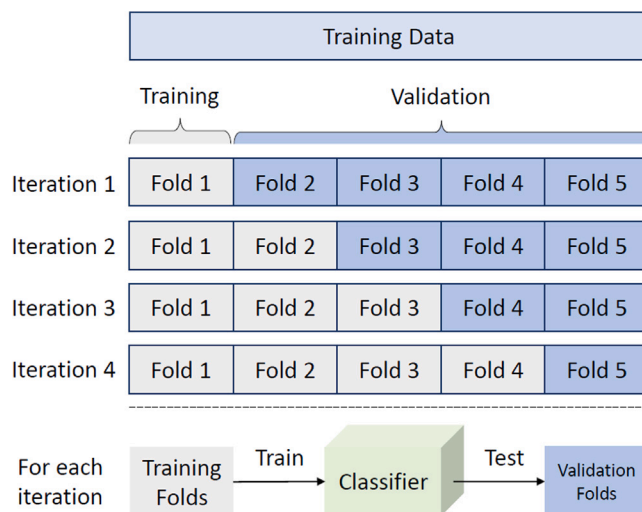 Training Data
Training Validation
Iteration 1 Fold 1 Fold 2 Fold 3 Fold 4 Fold 5
Iteration 2 Fold 1 Fold 2 Fold 3 Fold 4 Fold 5
Iteration 3 Fold 1 Fold 2 Fold 3 Fold 4 Fold 5
Iteration 4 Fold 1 Fold 2 Fold 3 Fold 4 Fold 5
For each
iteration
Training
Folds
Train
Classifier
Test
Validation
Folds